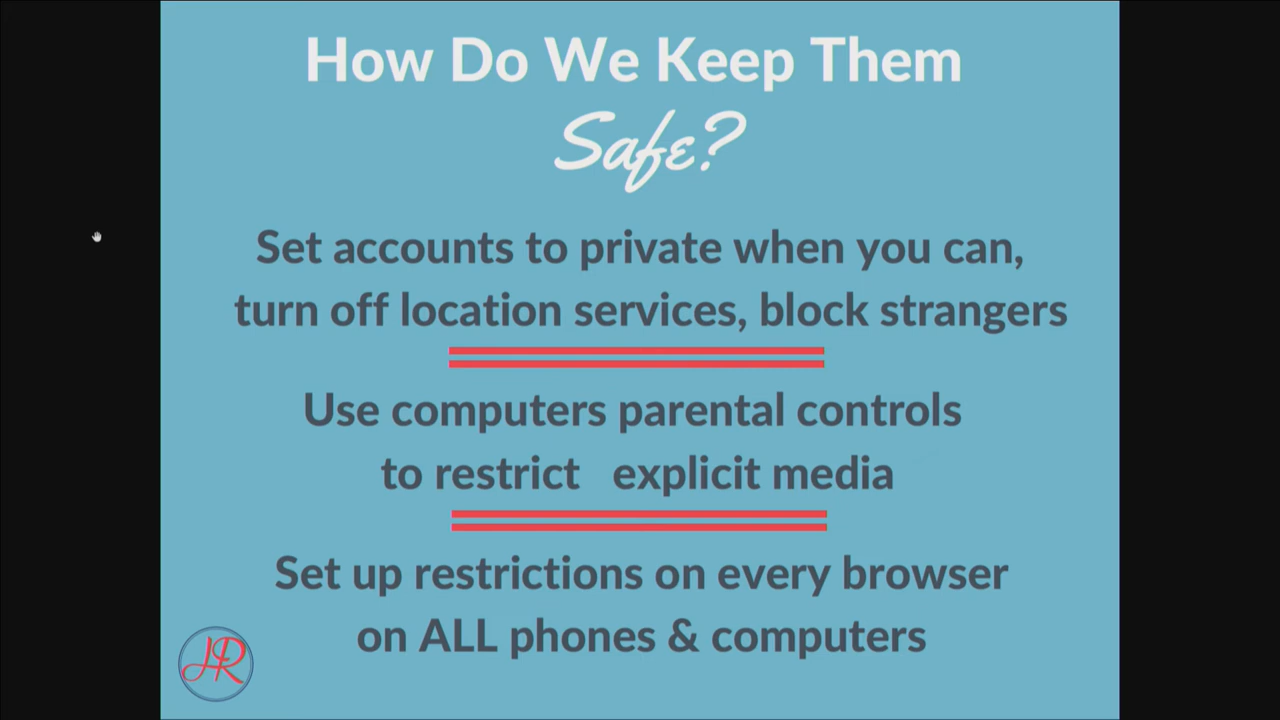 How Do We Keep Them
Safe?
Set accounts to private when you can,
turn off location services, block strangers
Use computers parental controls
to restrict explicit media
Set up restrictions on every browser
on ALL phones & computers
JR